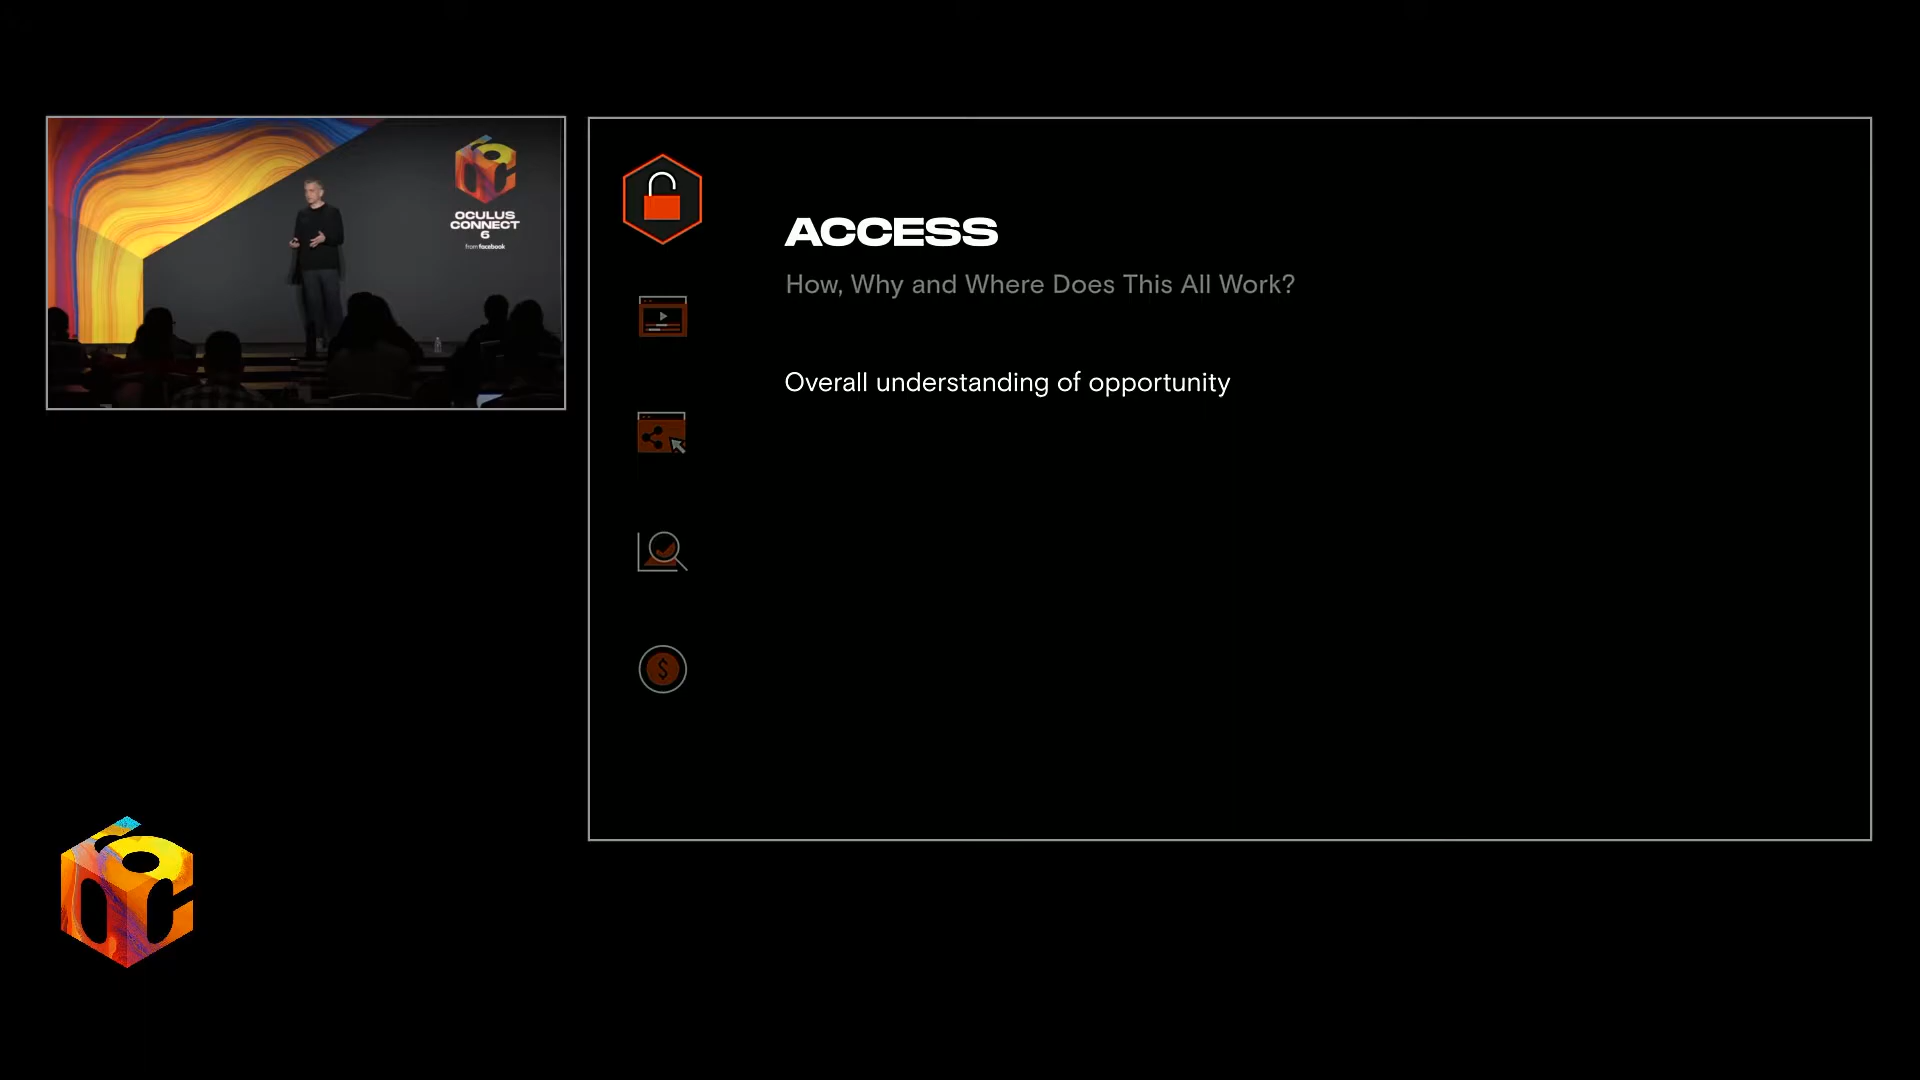 OCULUS
CONNECT
6
from facebook
ACCESS
How, Why and Where Does This All Work?
Overall understanding of opportunity
$